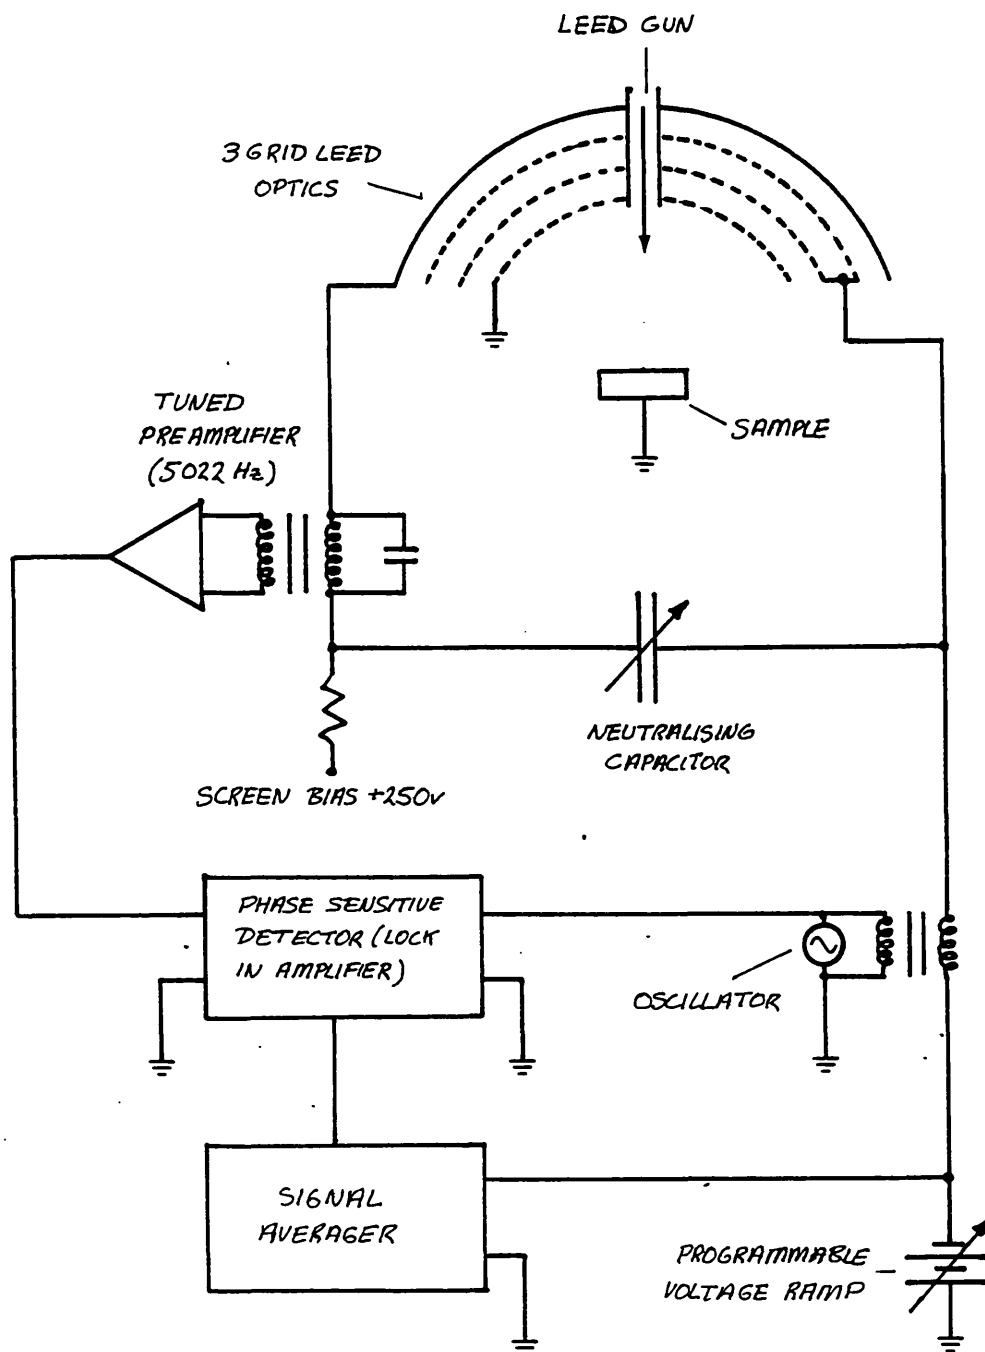 LEED GUN
3 GRID LEED
OPTICS
TUNED
PREAMPLIFIER
(5022 Hz)
SAMPLE
NEUTRALISING
CAPACITOR
SCREEN BIAS +250v
PHASE SENSITIVE
DETECTOR (LOCK
IN AMPLIFIER)
OSCILLATOR
SIGNAL
AVERAGER
PROGRAMMABLE
VOLTAGE RAMP